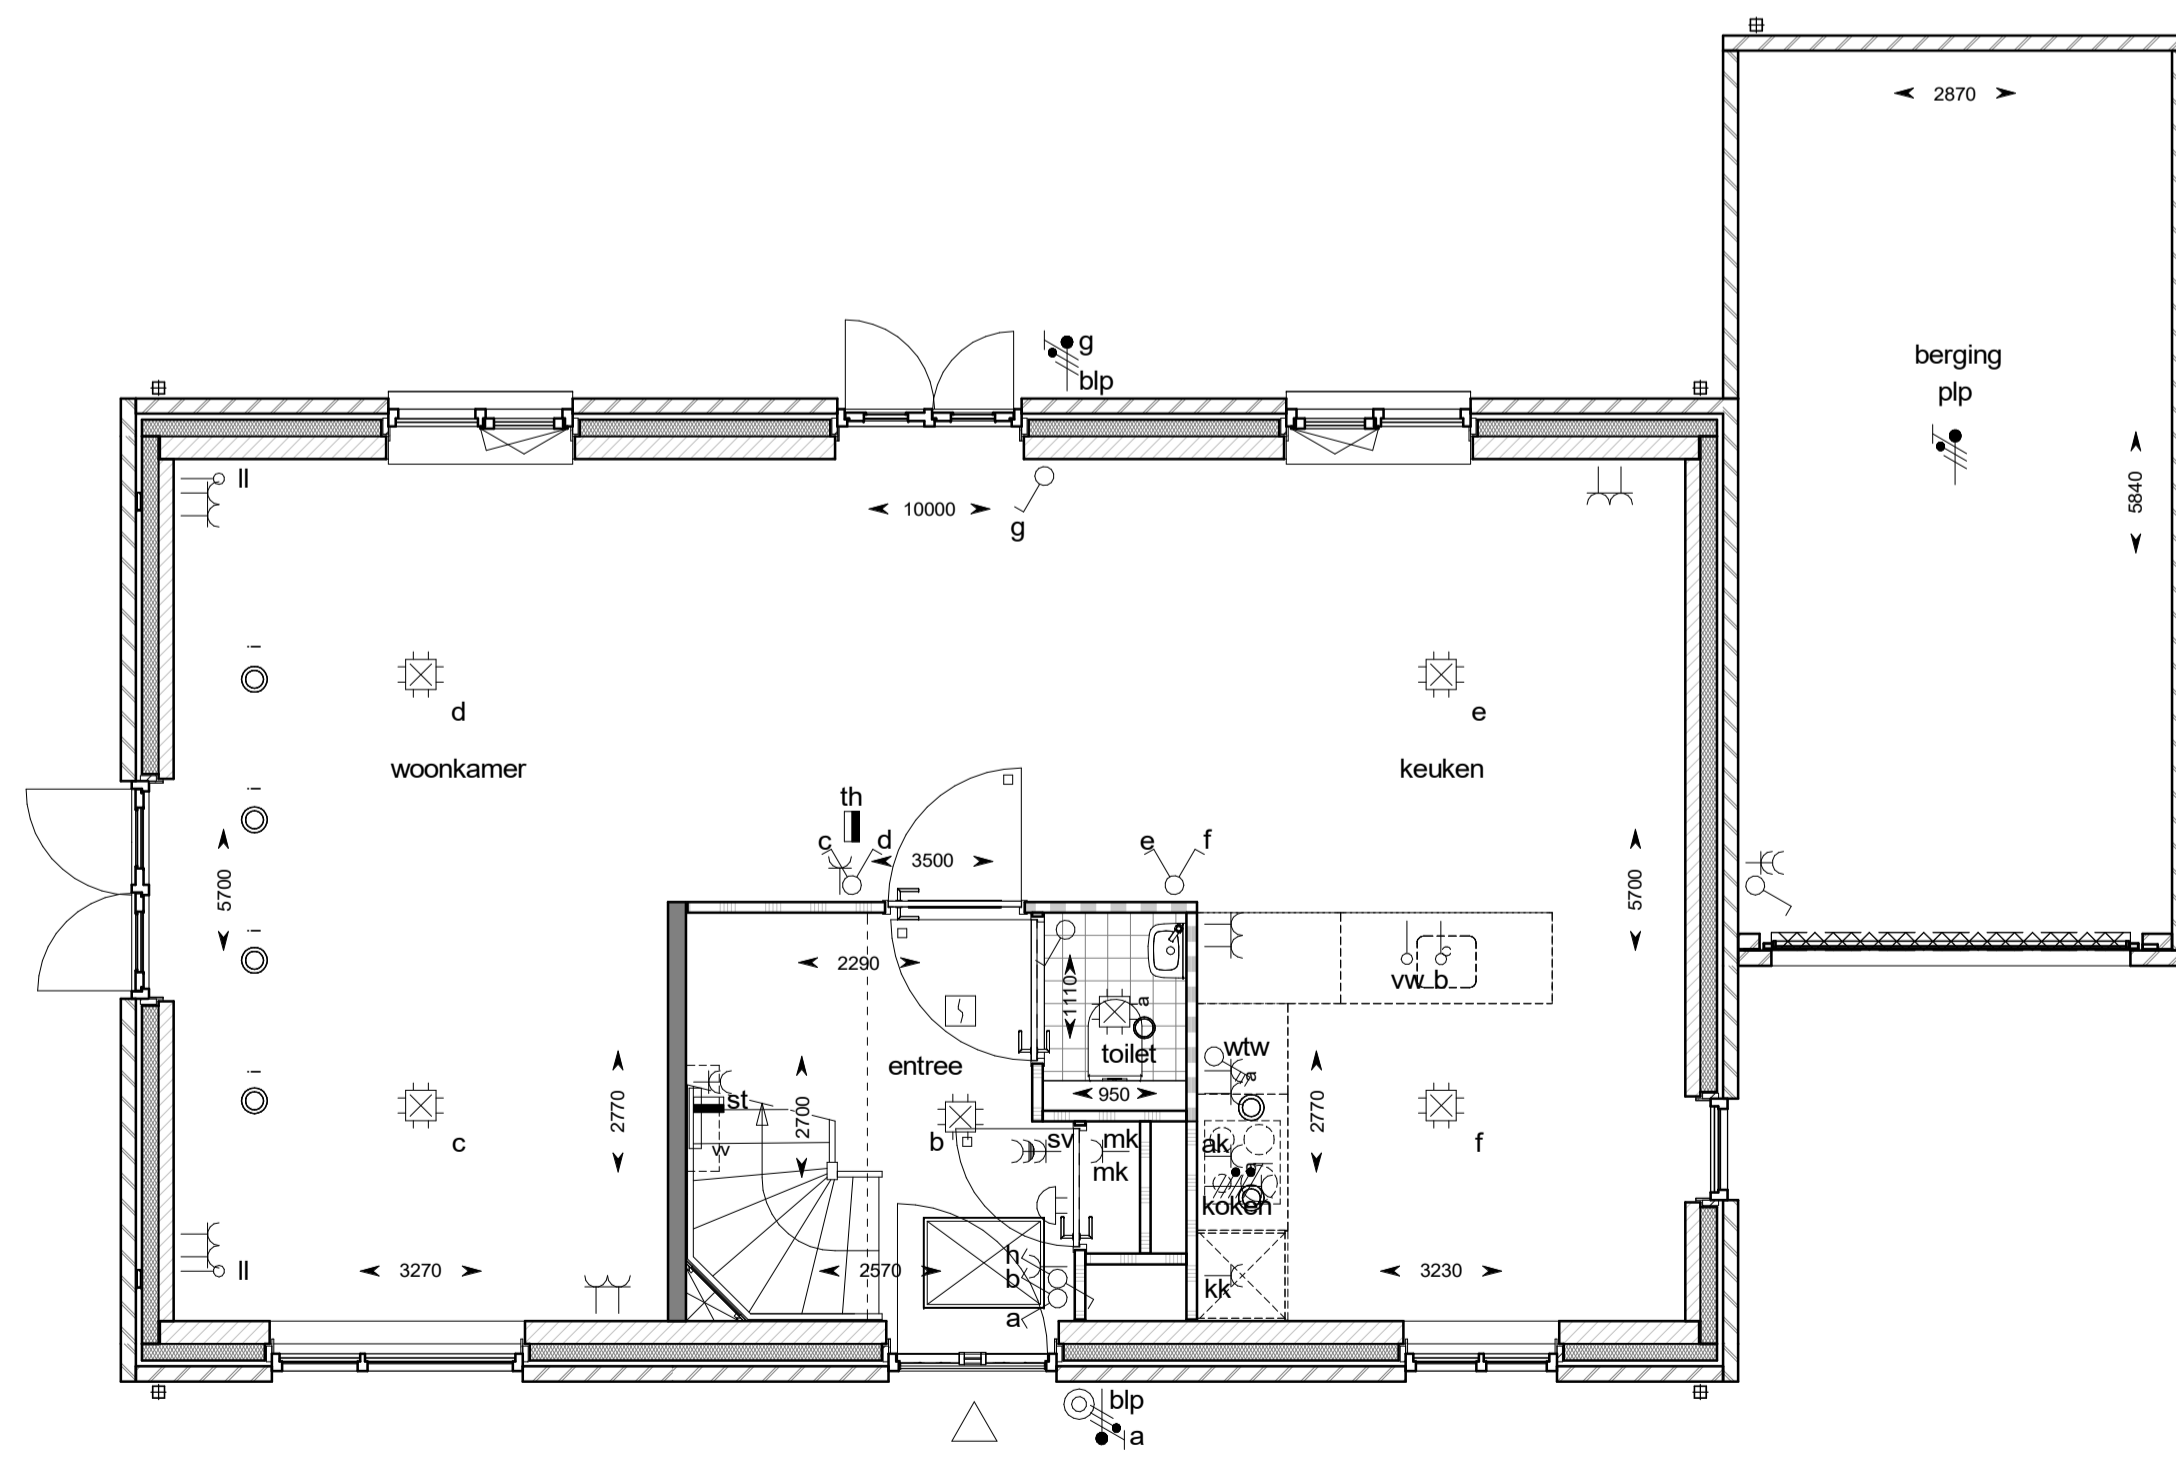 2870
berging
plp
5840
g
blp
ll
10000
g
i
d
e
woonkamer
keuken
i
th
c
d
3500
e
f
5700
5700
i
2290
1110
a
vw b
c
toilet
wtw
a
entree
950
i
2770
st
2700
vv
b
sv
mk
mk
ak
koken
2770
c
f
ll
3270
2570
h
b
a
kk
3230
blp
a